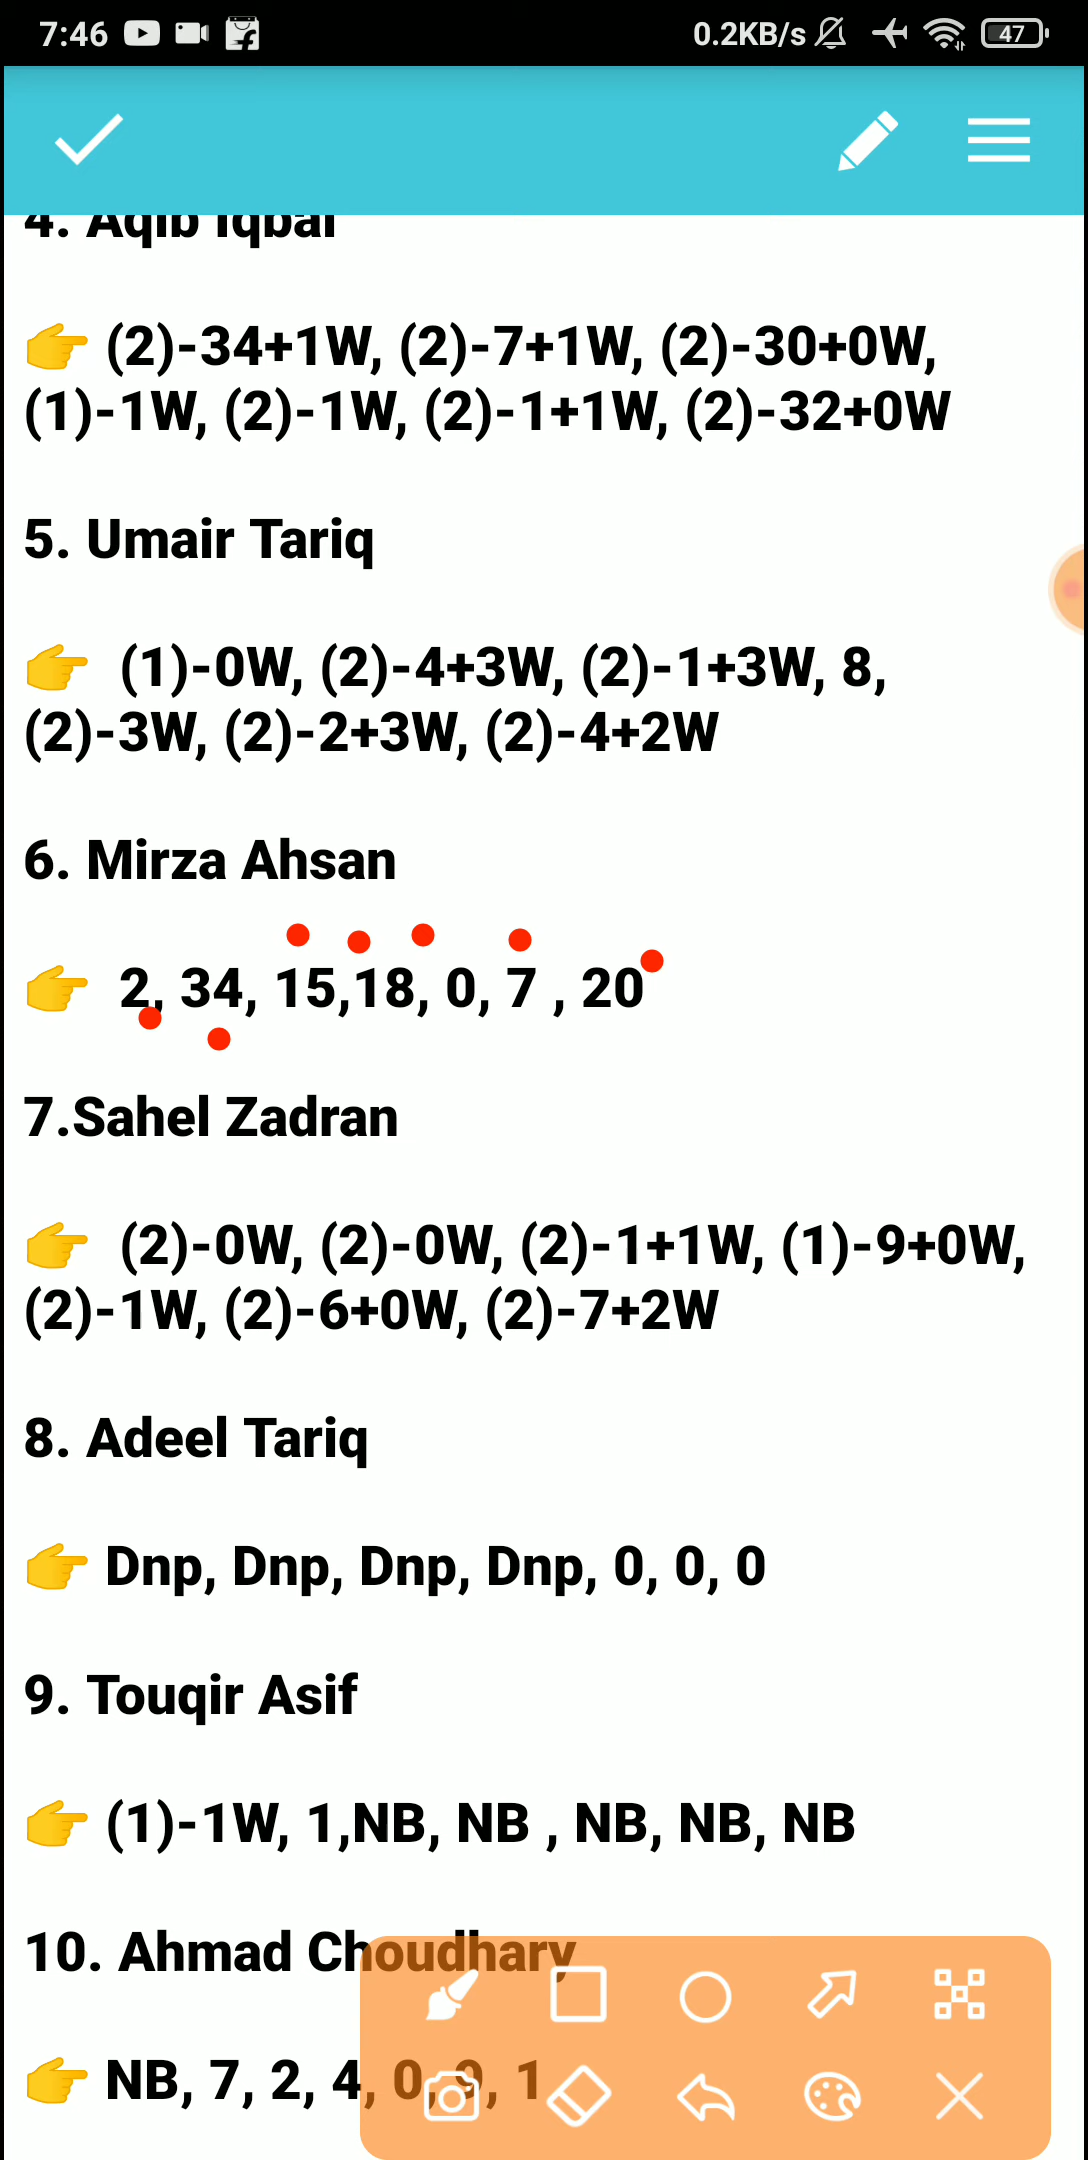 7:46 0.2KB/s 47
4. Aqib Iqbal
👉 (2)-34+1W, (2)-7+1W, (2)-30+0W,
(1)-1W, (2)-1W, (2)-1+1W, (2)-32+0W
5. Umair Tariq
👉 (1)-0W, (2)-4+3W, (2)-1+3W, 8,
(2)-3W, (2)-2+3W, (2)-4+2W
6. Mirza Ahsan
👉 2, 34, 15,18, 0, 7 , 20
7.Sahel Zadran
👉 (2)-0W, (2)-0W, (2)-1+1W, (1)-9+0W,
(2)-1W, (2)-6+0W, (2)-7+2W
8. Adeel Tariq
👉 Dnp, Dnp, Dnp, Dnp, 0, 0, 0
9. Touqir Asif
👉 (1)-1W, 1,NB, NB , NB, NB, NB
10. Ahmad Choudhary
👉 NB, 7, 2, 4, 0, 9, 1